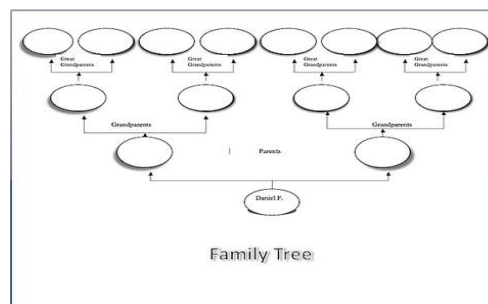 Great
Grandparents
Great
Grandparents
Great
Grandparents
Great
Grandparents
Grandparents
Grandparents
Parents
Daniel F.
Family Tree